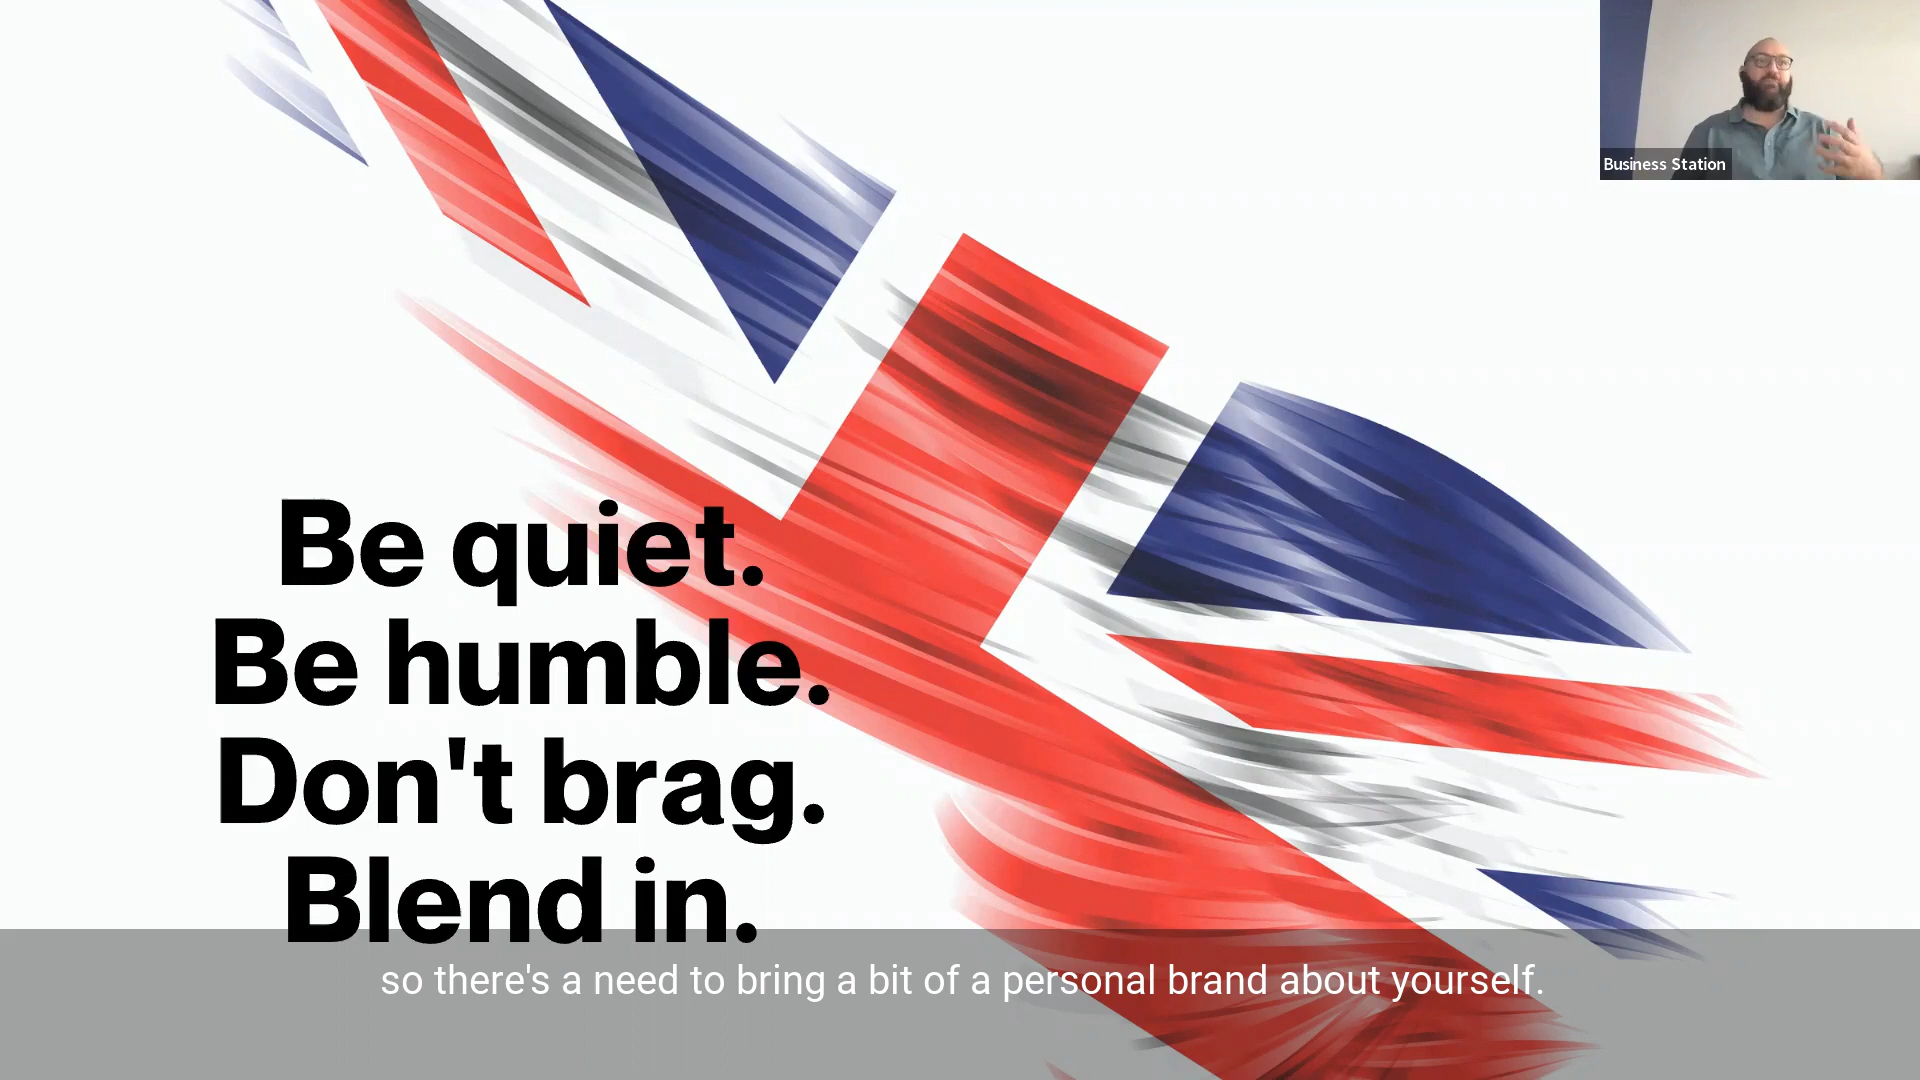 Business Station
Be quiet.
Be humble.
Don't brag.
Blend in.
so there's a need to bring a bit of a personal brand about yourself.